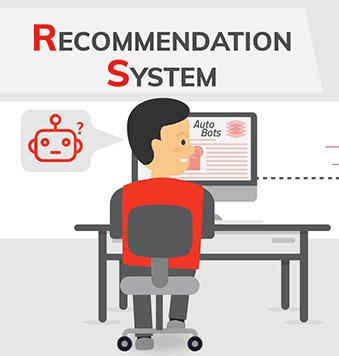 RECOMMENDATION
SYSTEM
?
Auto
Bots